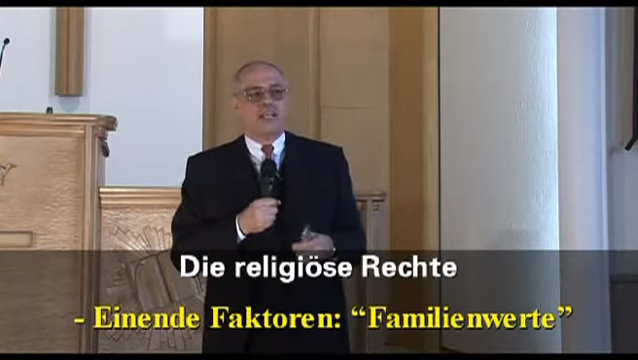 Die religiöse Rechte
- Einende Faktoren: “Familienwerte”